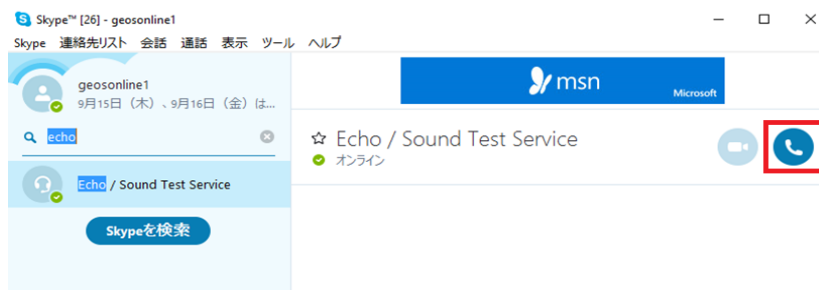 Skype™ [26] - geosonline1
Skype 連絡先リスト 会話 通話 表示 ツール ヘルプ
geosonline1
9月15日（木）、9月16日（金）は...
echo
Echo / Sound Test Service
Skypeを検索
msn
Microsoft
Echo / Sound Test Service
オンライン